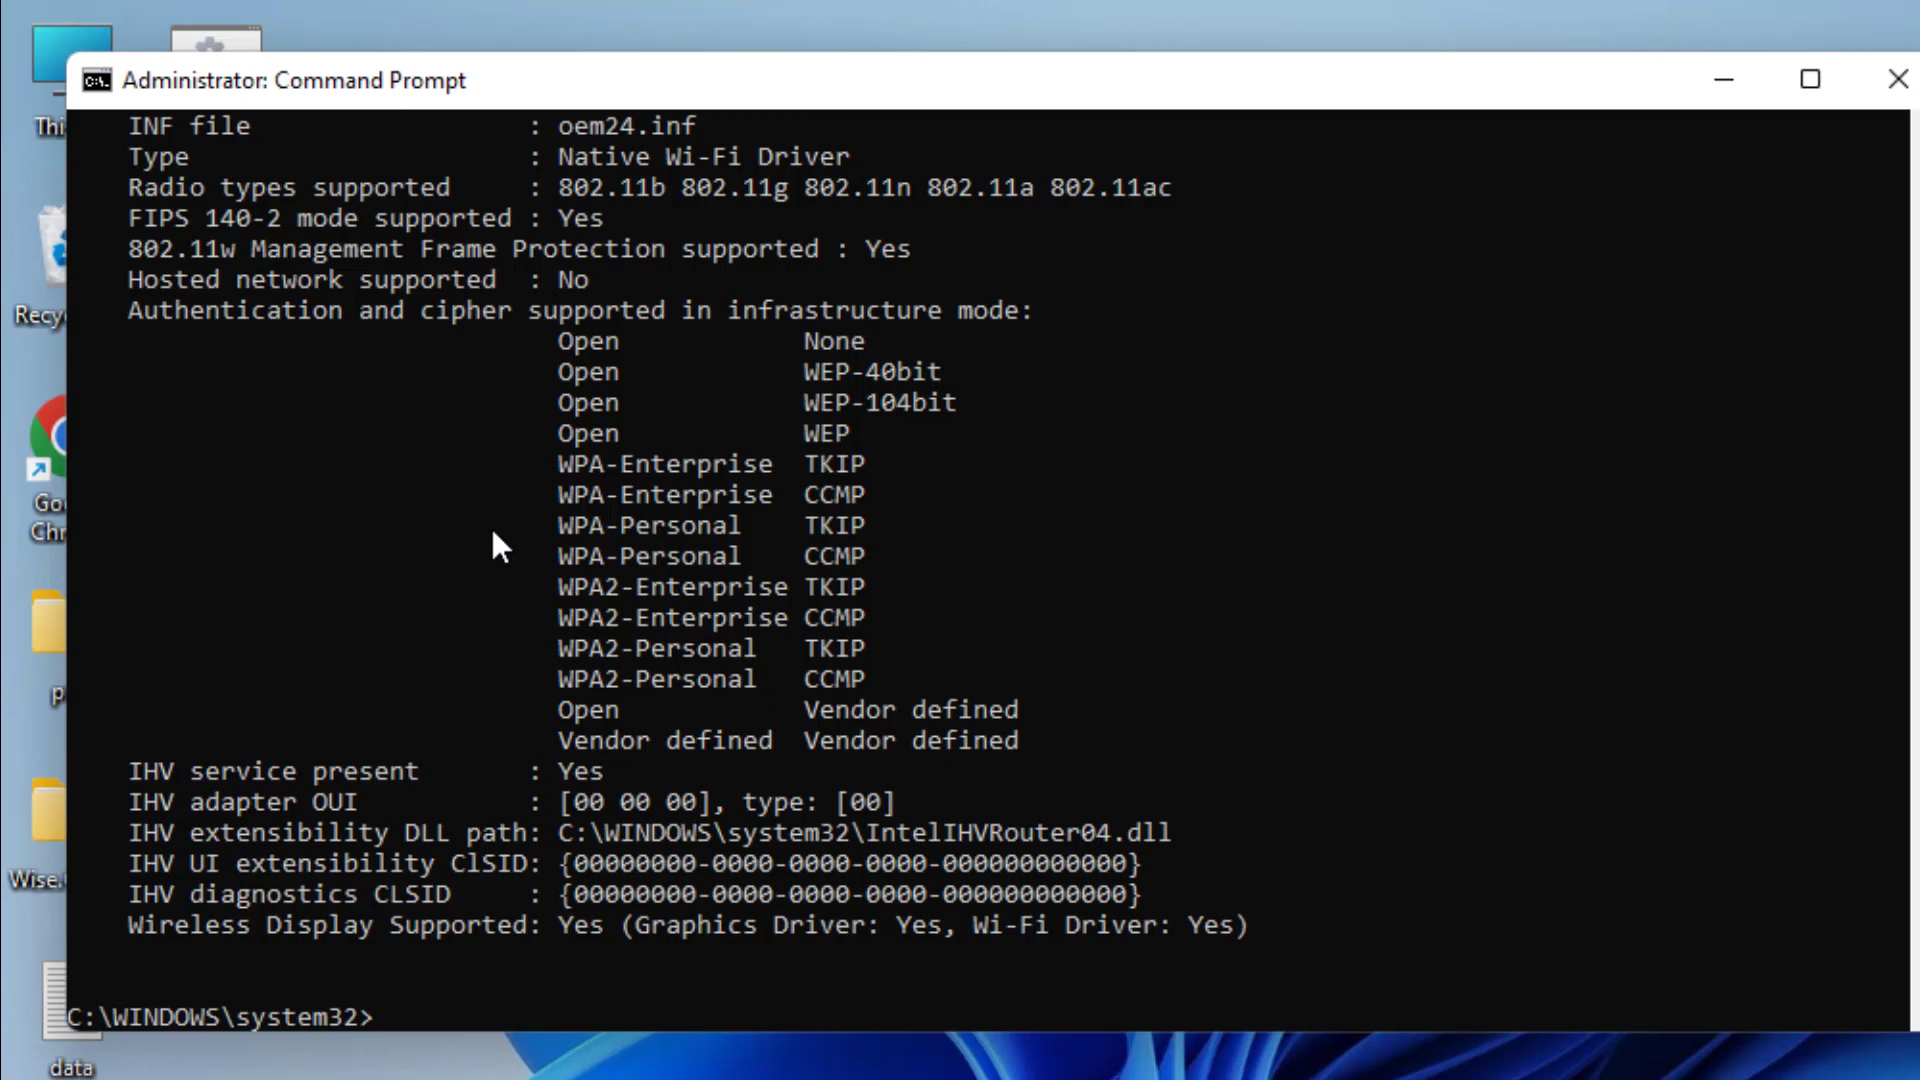 Administrator: Command Prompt
INF file : oem24.inf
Type : Native Wi-Fi Driver
Radio types supported : 802.11b 802.11g 802.11n 802.11a 802.11ac
FIPS 140-2 mode supported : Yes
802.11w Management Frame Protection supported : Yes
Hosted network supported : No
Authentication and cipher supported in infrastructure mode:
Open None
Open WEP-40bit
Open WEP-104bit
Open WEP
WPA-Enterprise TKIP
WPA-Enterprise CCMP
WPA-Personal TKIP
WPA-Personal CCMP
WPA2-Enterprise TKIP
WPA2-Enterprise CCMP
WPA2-Personal TKIP
WPA2-Personal CCMP
Open Vendor defined
Vendor defined Vendor defined
IHV service present : Yes
IHV adapter OUI : [00 00 00], type: [00]
IHV extensibility DLL path: C:\WINDOWS\system32\IntelIHVRouter04.dll
IHV UI extensibility ClSID: {00000000-0000-0000-0000-000000000000}
IHV diagnostics CLSID : {00000000-0000-0000-0000-000000000000}
Wireless Display Supported: Yes (Graphics Driver: Yes, Wi-Fi Driver: Yes)
C:\WINDOWS\system32>
data